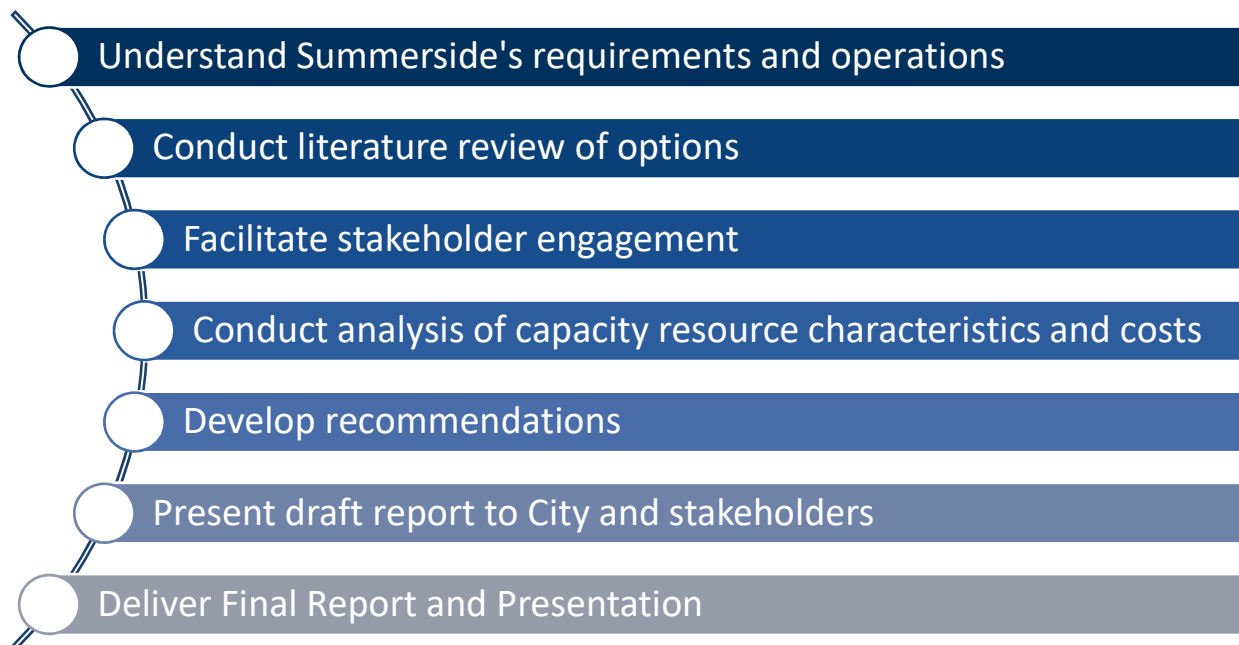 Understand Summerside's requirements and operations
Conduct literature review of options
Facilitate stakeholder engagement
Conduct analysis of capacity resource characteristics and costs
Develop recommendations
Present draft report to City and stakeholders
Deliver Final Report and Presentation